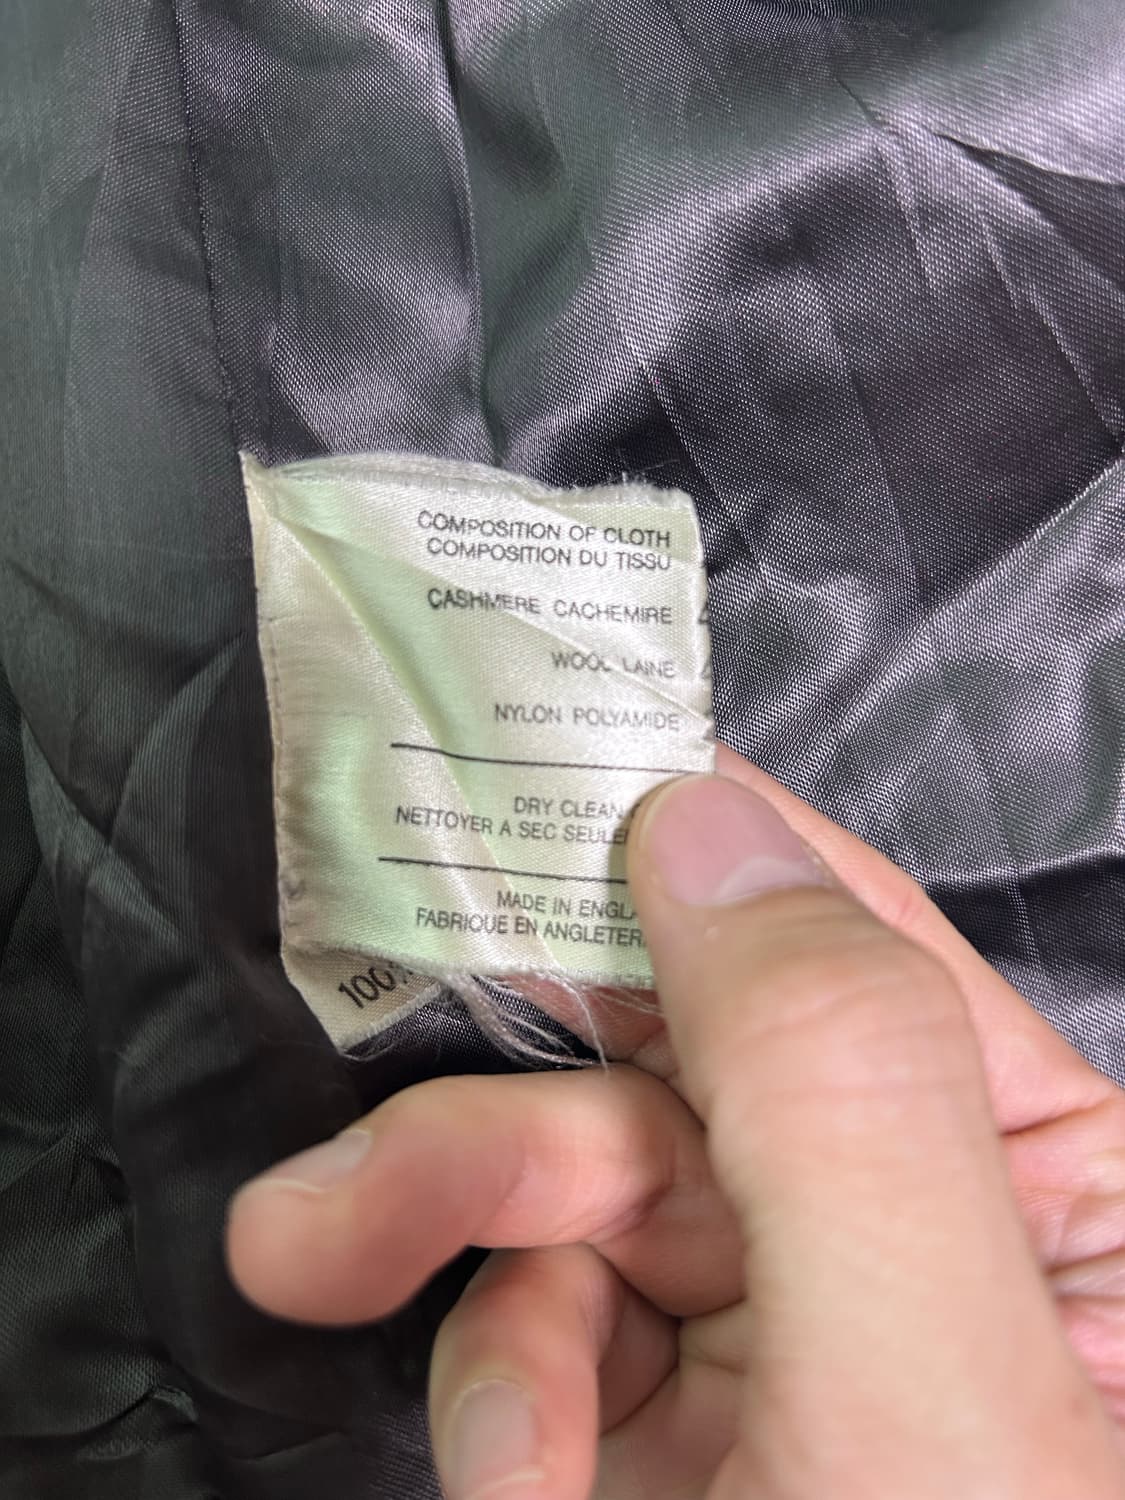 COMPOSITION OF CLOTH
COMPOSITION DU TISSU
CASHMERE CACHEMIRE
WOOL LAINE
NYLON POLYAMIDE
DRY CLEAN
NETTOYER A SEC
MADE IN
FABRIQUE EN
100%